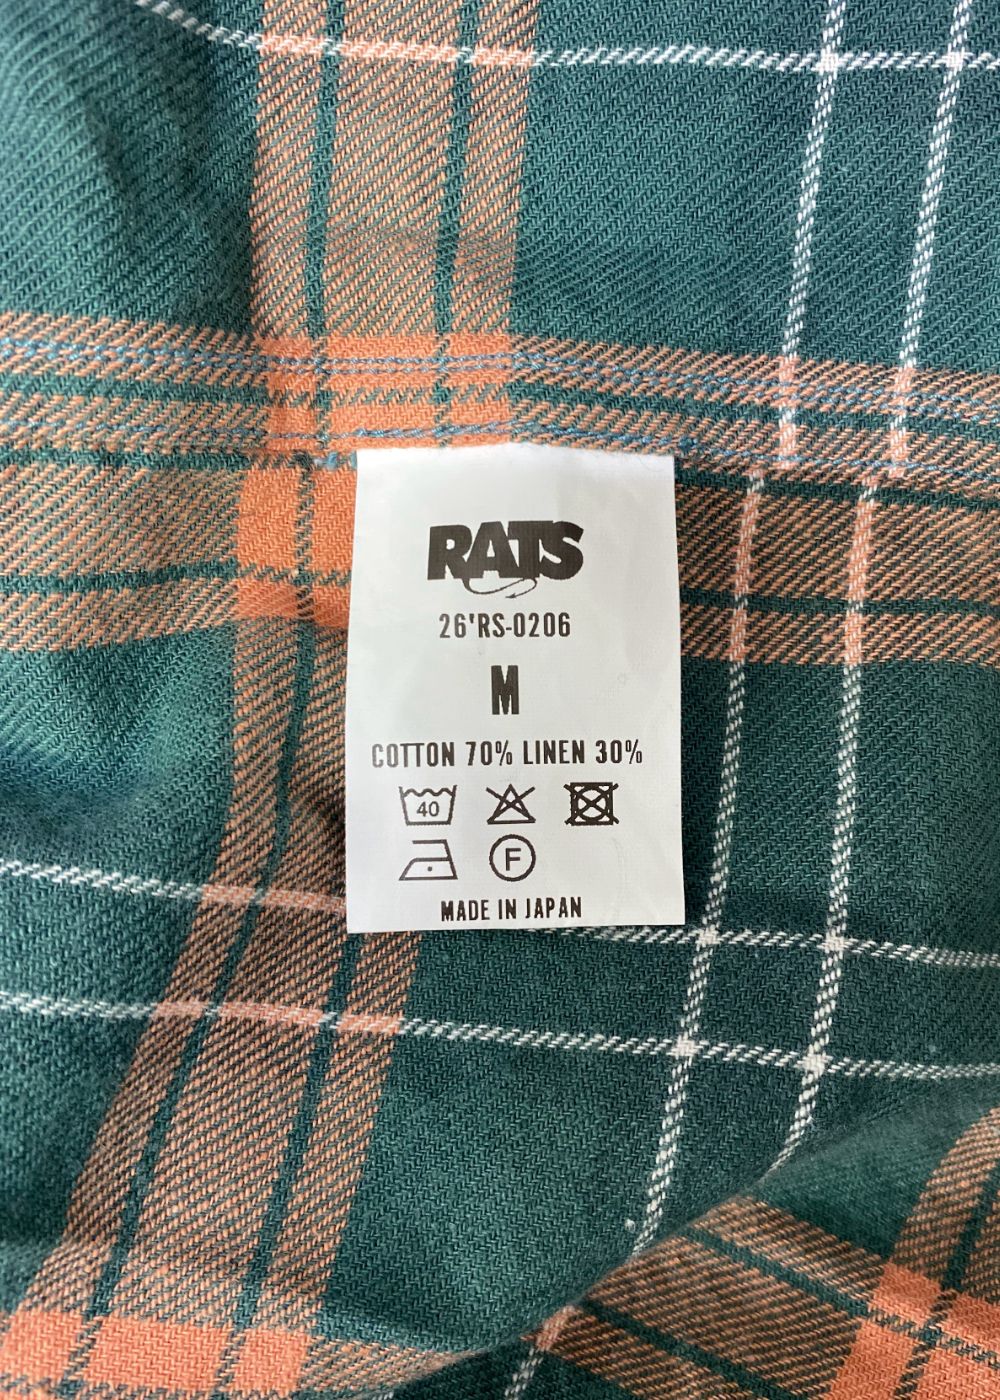 RATS
26'RS-0206
M
COTTON 70% LINEN 30%
40
F
MADE IN JAPAN